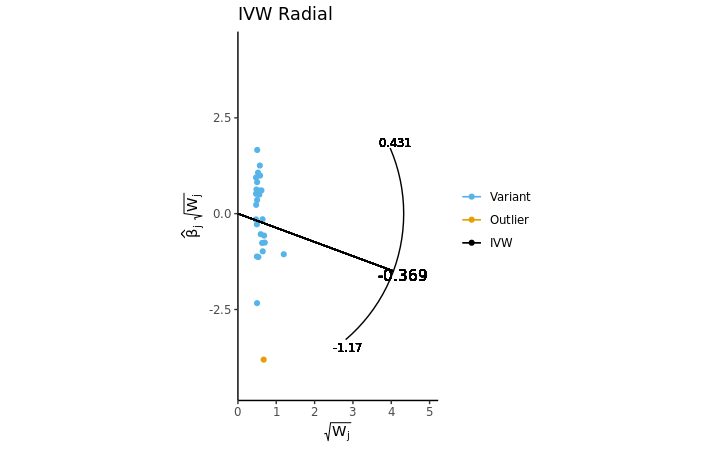 IVW Radial
β̂j √Wj
2.5
0.0
-2.5
0.431
-0.369
-1.17
0 1 2 3 4 5
√Wj
Variant
Outlier
IVW